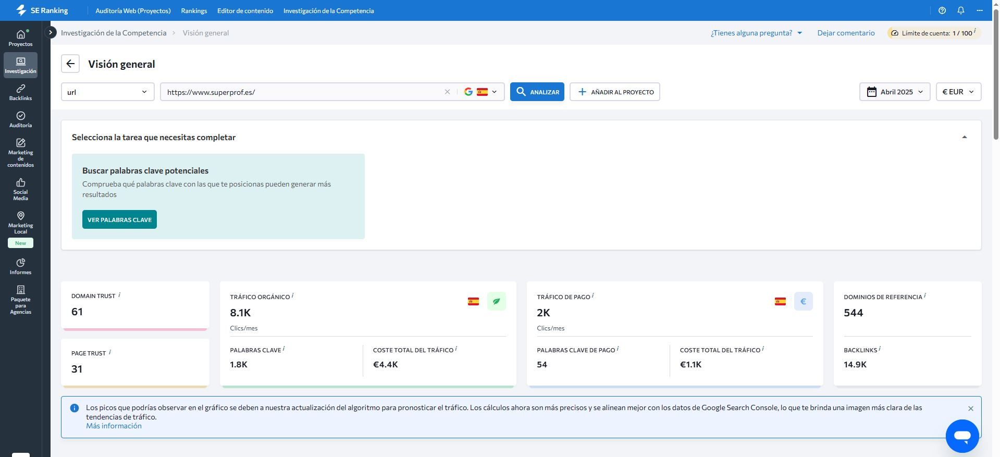 SE Ranking
Auditoría Web (Proyectos)
Rankings
Editor de contenido
Investigación de la Competencia
Proyectos
Investigación
Backlinks
Auditoría
Marketing
de
contenidos
Social
Media
Marketing
Local
New
Informes
Paquete
para
Agencias
Investigación de la Competencia > Visión general
¿Tienes alguna pregunta?
Dejar comentario
Límite de cuenta: 1 / 100 i
Visión general
url
https://www.superprof.es/
ANALIZAR
AÑADIR AL PROYECTO
Abril 2025
€ EUR
Selecciona la tarea que necesitas completar
Buscar palabras clave potenciales
Comprueba qué palabras clave con las que te posicionas pueden generar más
resultados
VER PALABRAS CLAVE
DOMAIN TRUST i
61
PAGE TRUST i
31
TRÁFICO ORGÁNICO i
8.1K
Clics/mes
PALABRAS CLAVE i
1.8K
COSTE TOTAL DEL TRÁFICO i
€4.4K
TRÁFICO DE PAGO i
€
2K
Clics/mes
PALABRAS CLAVE DE PAGO i
54
COSTE TOTAL DEL TRÁFICO i
€1.1K
DOMINIOS DE REFERENCIA i
544
BACKLINKS i
14.9K
Los picos que podrías observar en el gráfico se deben a nuestra actualización del algoritmo para pronosticar el tráfico. Los cálculos ahora son más precisos y se alinean mejor con los datos de Google Search Console, lo que te brinda una imagen más clara de las
tendencias de tráfico.
Más información